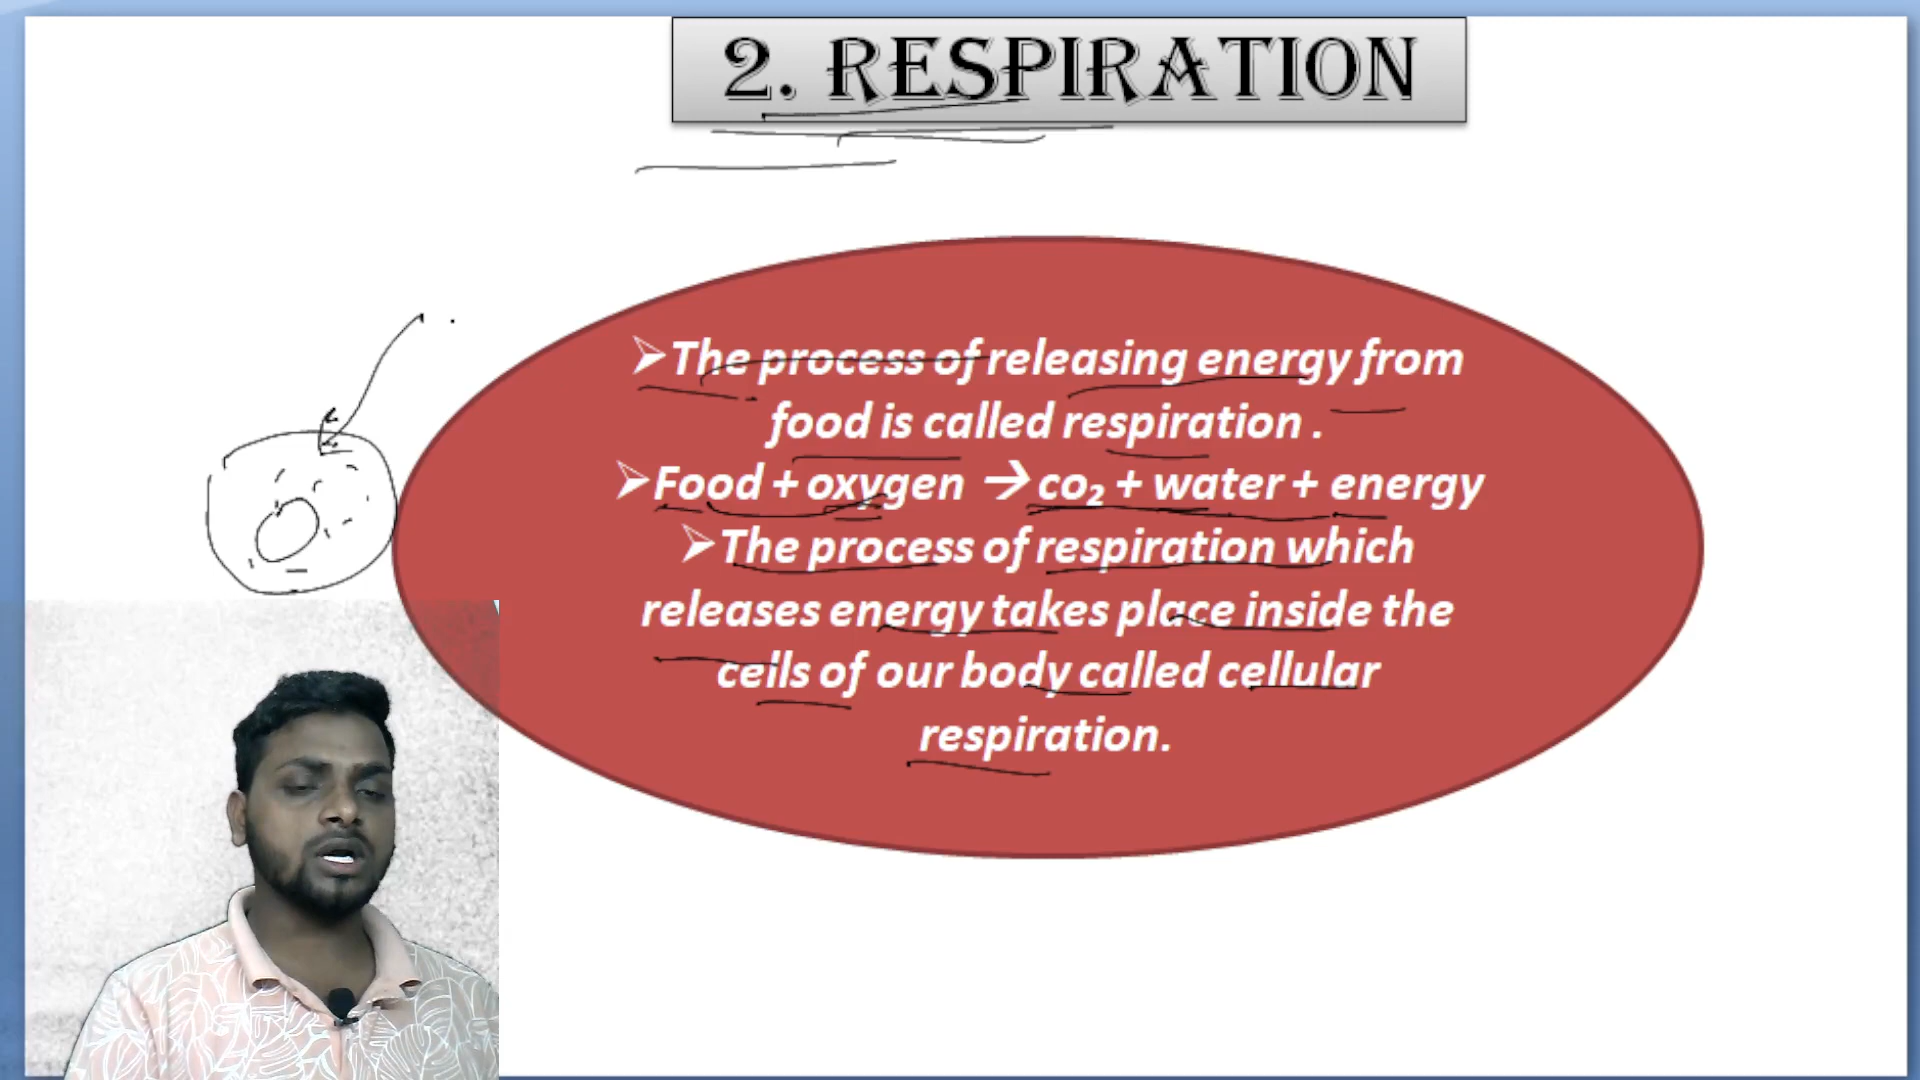 2. RESPIRATION
➢The process of releasing energy from
food is called respiration .
➢Food + oxygen → co₂ + water + energy
➢The process of respiration which
releases energy takes place inside the
cells of our body called cellular
respiration.